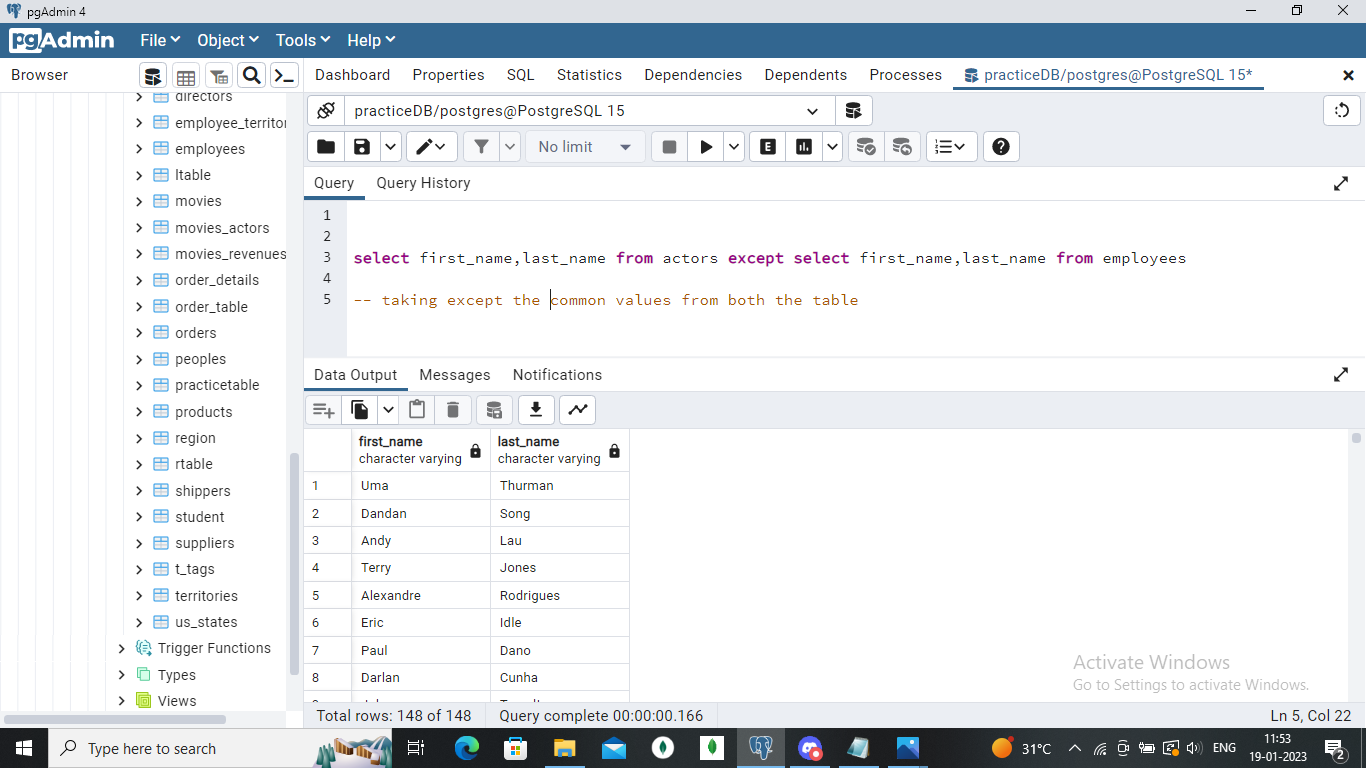 pgAdmin 4
pgAdmin File Object Tools Help
Browser
Dashboard Properties SQL Statistics Dependencies Dependents Processes practiceDB/postgres@PostgreSQL 15*
practiceDB/postgres@PostgreSQL 15
No limit
E
Query Query History
directors
employee_territo
employees
ltable
movies
movies_actors
movies_revenues
order_details
order_table
orders
peoples
practicetable
products
region
rtable
shippers
student
suppliers
t_tags
territories
us_states
Trigger Functions
Types
Views
1
2
3 select first_name,last_name from actors except select first_name,last_name from employees
4
5 -- taking except the common values from both the table
Data Output Messages Notifications
first_name last_name
character varying character varying
1 Uma Thurman
2 Dandan Song
3 Andy Lau
4 Terry Jones
5 Alexandre Rodrigues
6 Eric Idle
7 Paul Dano
8 Darlan Cunha
Activate Windows
Go to Settings to activate Windows.
Total rows: 148 of 148 Query complete 00:00:00.166 Ln 5, Col 22
Type here to search
31°C ENG 11:53
19-01-2023
2